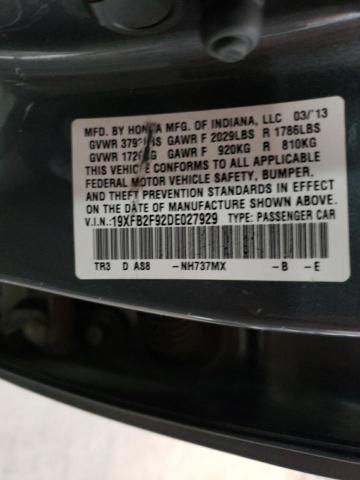 MFD. BY HONDA MFG. OF INDIANA, LLC 03/13
GVWR GAWR F 2029LBS R 1786LBS
GVWR GAWR F 920KG R 810KG
THIS VEHICLE CONFORMS TO ALL APPLICABLE
FEDERAL MOTOR VEHICLE SAFETY, BUMPER,
AND THEFT PREVENTION STANDARDS IN EFFECT
ON THE DATE OF MANUFACTURE SHOWN ABOVE.
V.I.N.:19XFB2F92DE027929 TYPE: PASSENGER CAR
TR3 D AS8 -NH737MX -B -E